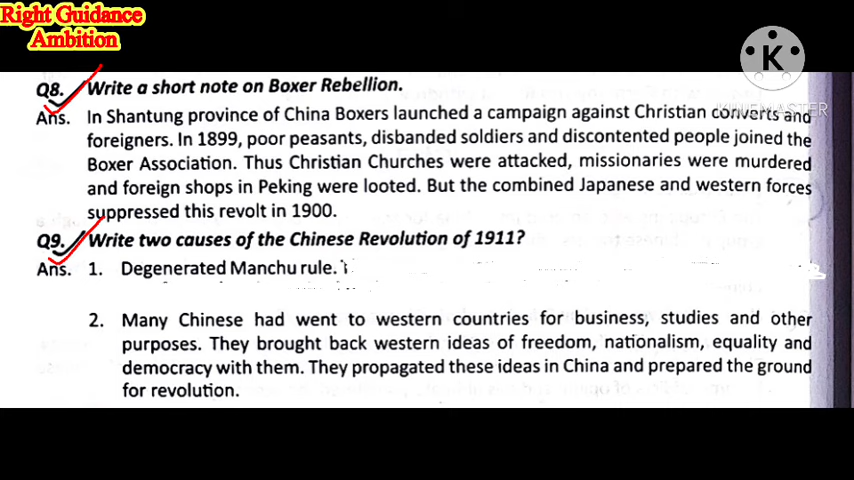 Right Guidance
Ambition
K
KINEMASTER
Q8. Write a short note on Boxer Rebellion.
Ans. In Shantung province of China Boxers launched a campaign against Christian converts and
foreigners. In 1899, poor peasants, disbanded soldiers and discontented people joined the
Boxer Association. Thus Christian Churches were attacked, missionaries were murdered
and foreign shops in Peking were looted. But the combined Japanese and western forces
suppressed this revolt in 1900.
Q9. Write two causes of the Chinese Revolution of 1911?
Ans. 1. Degenerated Manchu rule.
2. Many Chinese had went to western countries for business, studies and other
purposes. They brought back western ideas of freedom, nationalism, equality and
democracy with them. They propagated these ideas in China and prepared the ground
for revolution.